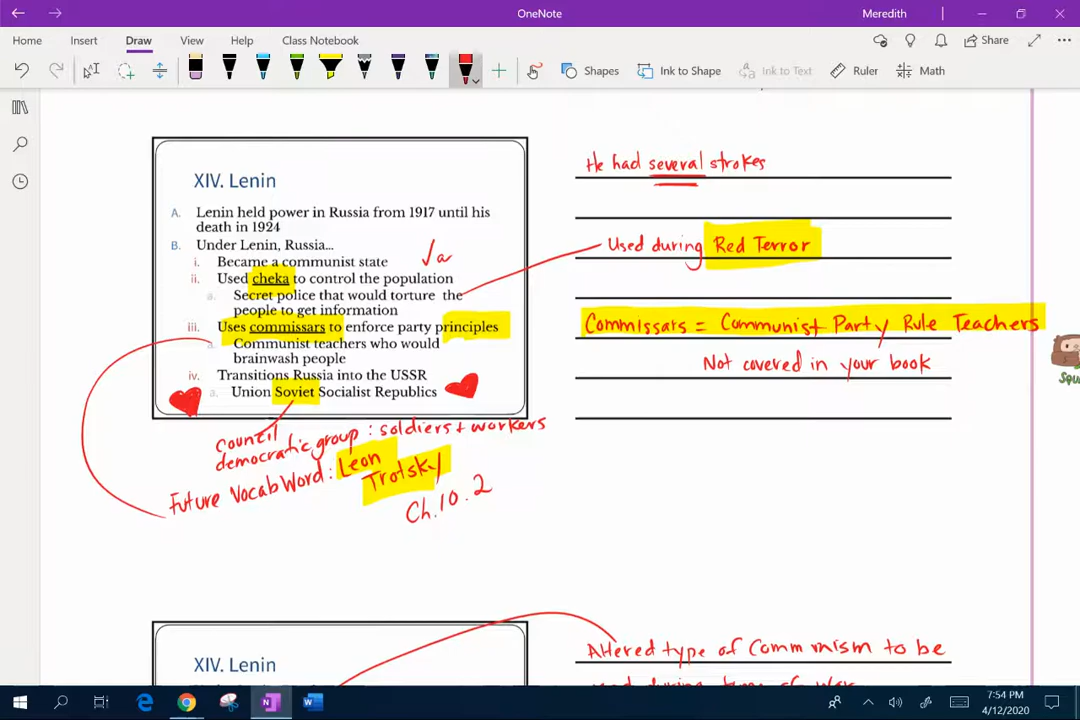 OneNote
Meredith
Home Insert Draw View Help Class Notebook Share
Shapes Ink to Shape Ink to Text Ruler Math
XIV. Lenin
A. Lenin held power in Russia from 1917 until his
death in 1924
B. Under Lenin, Russia...
i. Became a communist state
ii. Used cheka to control the population
a. Secret police that would torture the
people to get information
iii. Uses commissars to enforce party principles
a. Communist teachers who would
brainwash people
iv. Transitions Russia into the USSR
a. Union Soviet Socialist Republics
council
democratic group: soldiers + workers
Future Vocab Word: Leon
Trotsky
Ch. 10.2
He had several strokes
Used during Red Terror
Commissars = Communist Party Rule Teachers
Not covered in your book
XIV. Lenin
Altered type of Commmism to be
7:54 PM
4/12/2020